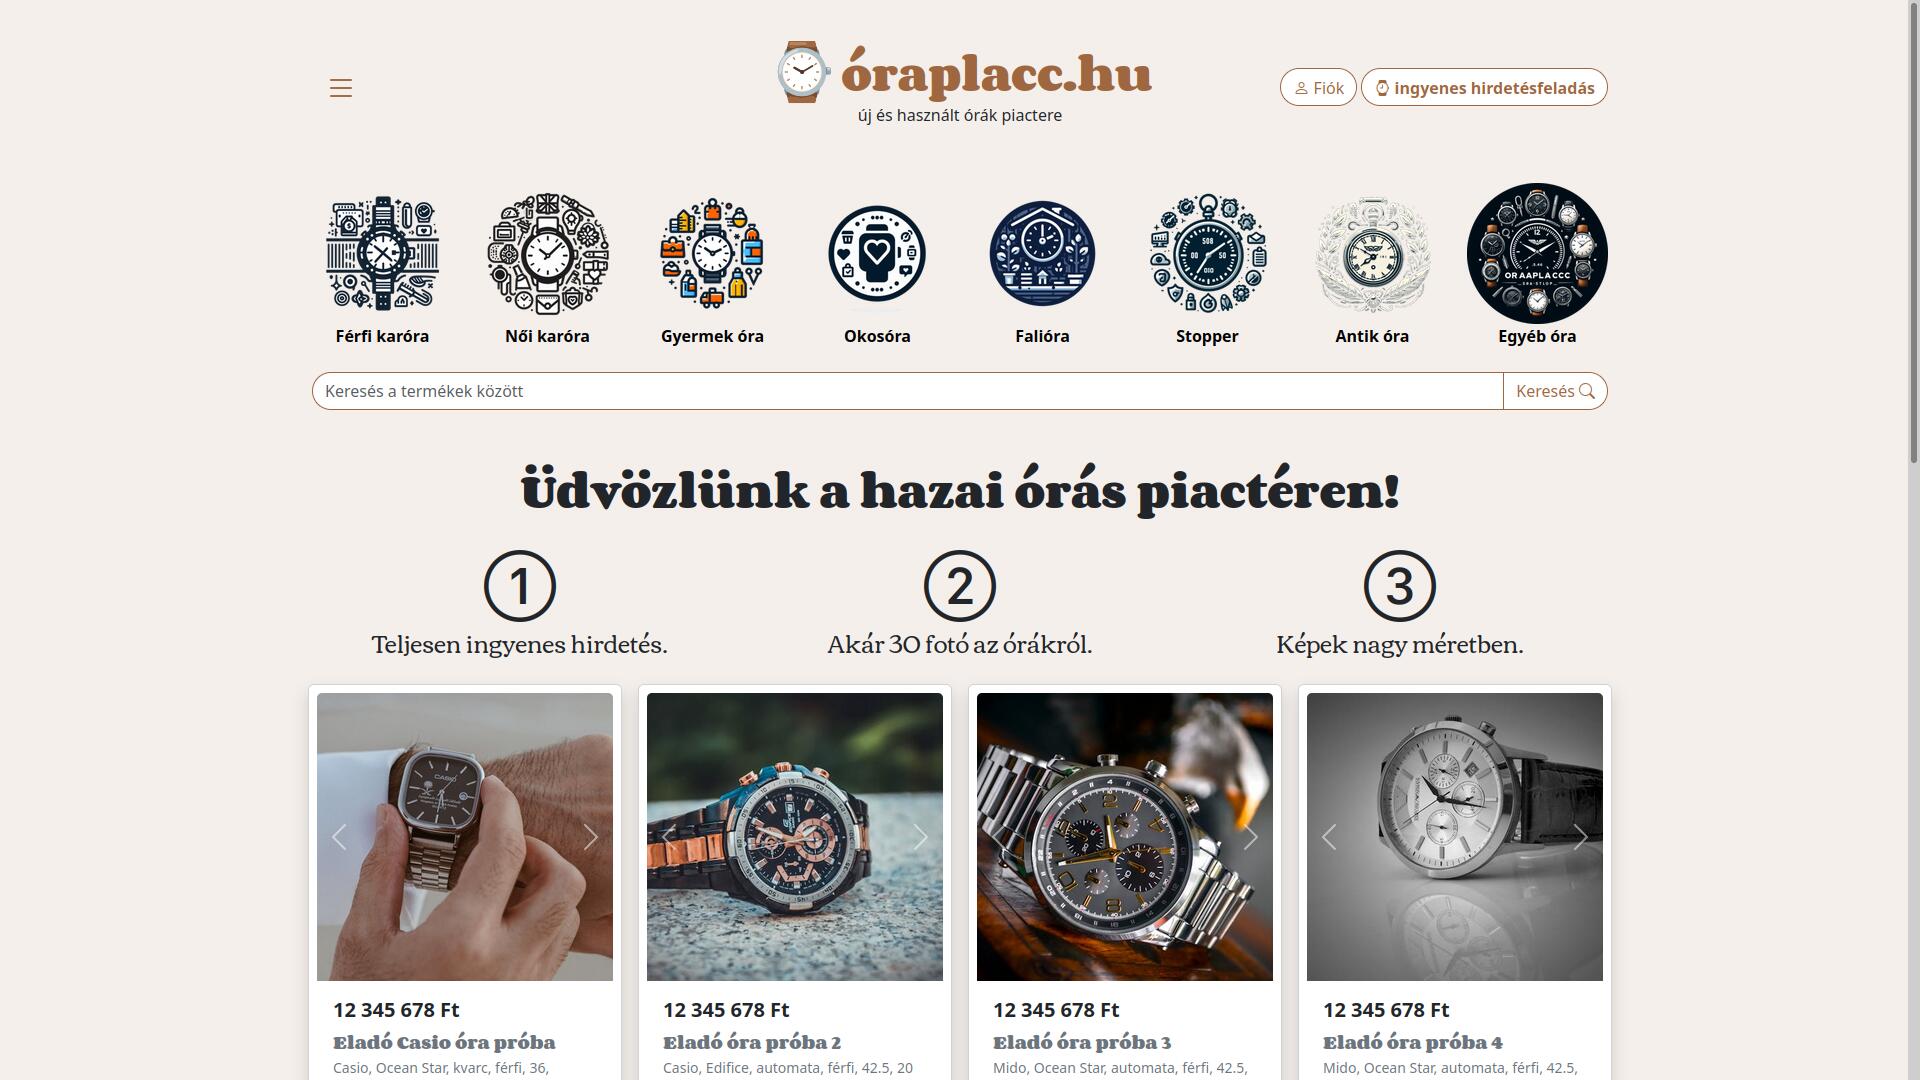 óraplacc.hu
új és használt órák piactere
Fiók
ingyenes hirdetésfeladás
Férfi karóra
Női karóra
Gyermek óra
Okosóra
Falióra
Stopper
Antik óra
Egyéb óra
ORAAPLACCC
Keresés a termékek között
Keresés
Üdvözlünk a hazai órás piactéren!
1
2
3
Teljesen ingyenes hirdetés.
Akár 30 fotó az órákról.
Képek nagy méretben.
CASIO
12 345 678 Ft
Eladó Casio óra próba
Casio, Ocean Star, kvarc, férfi, 36,
12 345 678 Ft
Eladó óra próba 2
Casio, Edifice, automata, férfi, 42.5, 20
12 345 678 Ft
Eladó óra próba 3
Mido, Ocean Star, automata, férfi, 42.5,
12 345 678 Ft
Eladó óra próba 4
Mido, Ocean Star, automata, férfi, 42.5,